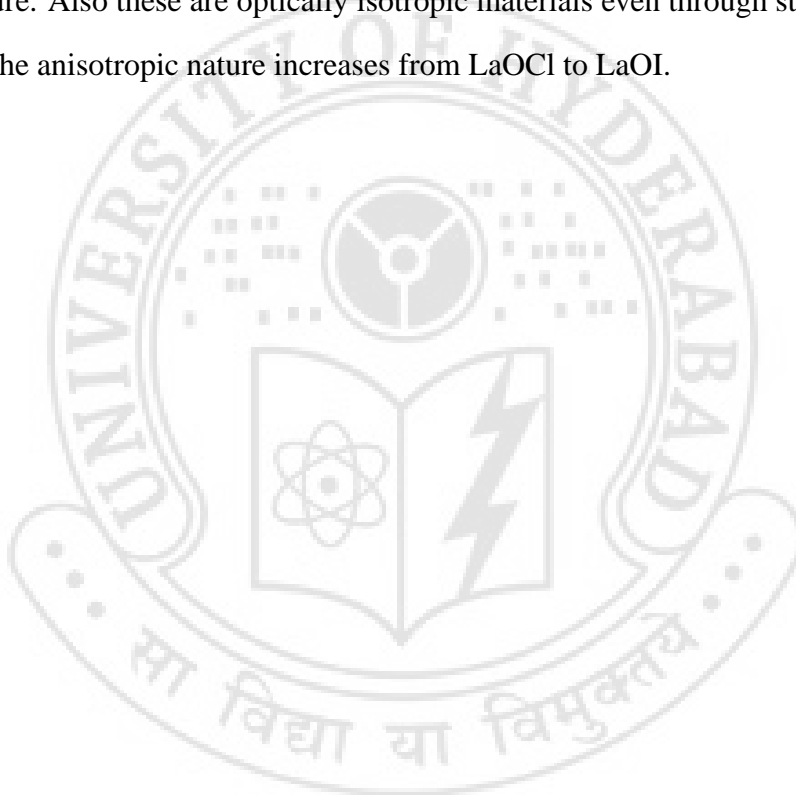 ure. Also these are optically isotropic materials even through st
he anisotropic nature increases from LaOCl to LaOI.
UNIVERSITY OF HYDERABAD
सा विद्या या विमुक्तये